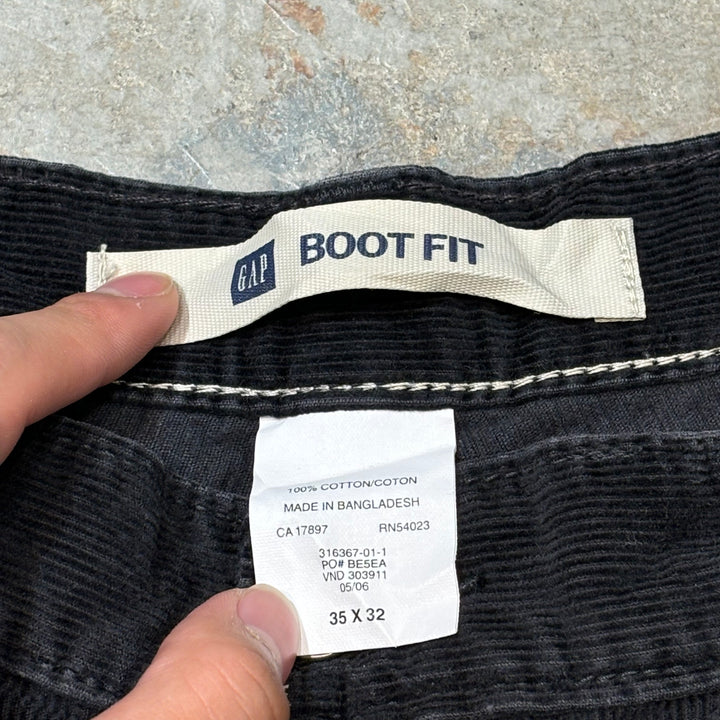 GAP BOOT FIT
100% COTTON/COTON
MADE IN BANGLADESH
CA 17897 RN54023
316367-01-1
PO# BE5EA
VND 303911
05/06
35 X 32